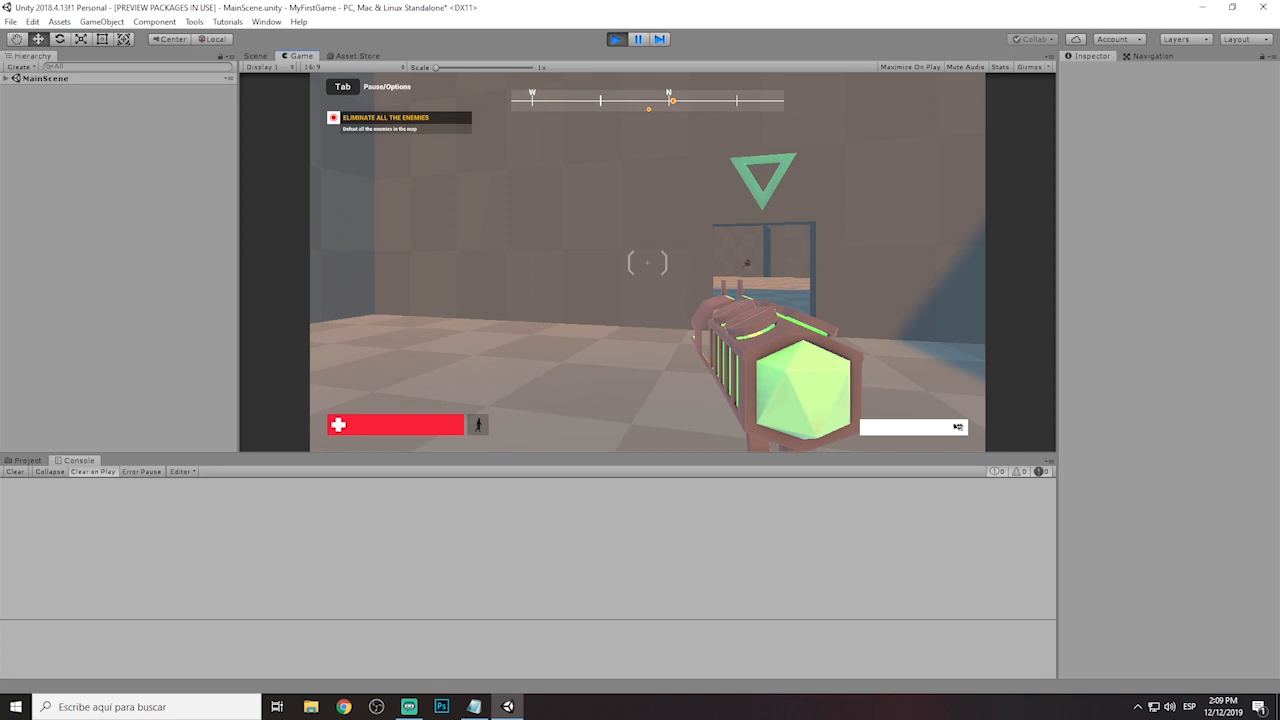 Unity 2018.4.13f1 Personal - [PREVIEW PACKAGES IN USE] - MainScene.unity - MyFirstGame - PC, Mac & Linux Standalone* <DX11>
File Edit Assets GameObject Component Tools Tutorials Window Help
Center Local Collab Account Layers Layout
Hierarchy Scene Game Asset Store Inspector Navigation
Create All Display 1 16:9 Scale 1x Maximize On Play Mute Audio Stats Gizmos
MainScene
Tab Pause/Options
W N
ELIMINATE ALL THE ENEMIES
Defeat all the enemies in the map
Project Console
Clear Collapse Clear on Play Error Pause Editor 0 0 0
Escribe aquí para buscar
ESP
2:09 PM
12/12/2019
1